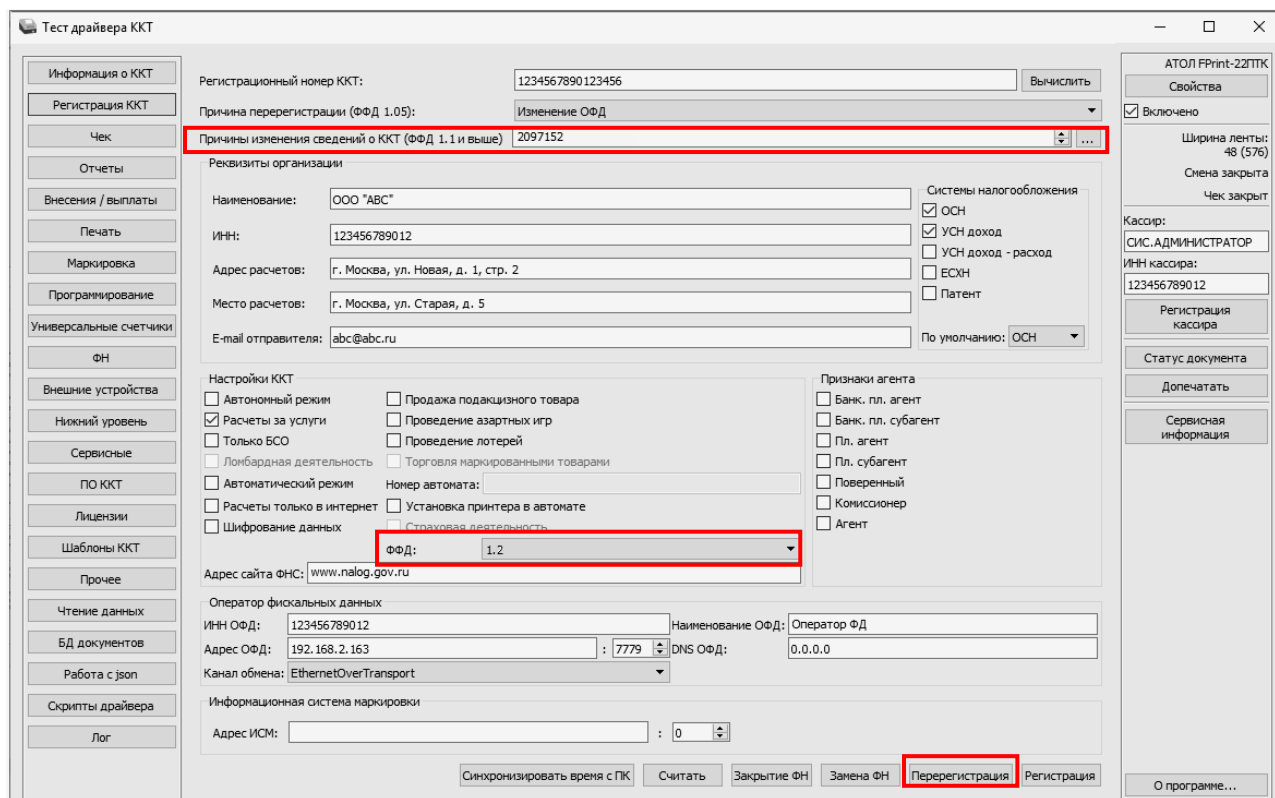 Тест драйвера ККТ
Информация о ККТ
Регистрация ККТ
Чек
Отчеты
Внесения / выплаты
Печать
Маркировка
Программирование
Универсальные счетчики
ФН
Внешние устройства
Нижний уровень
Сервисные
ПО ККТ
Лицензии
Шаблоны ККТ
Прочее
Чтение данных
БД документов
Работа с json
Скрипты драйвера
Лог
Регистрационный номер ККТ: 1234567890123456 Вычислить
Причина перерегистрации (ФФД 1.05): Изменение ОФД
Причины изменения сведений о ККТ (ФФД 1.1 и выше) 2097152 ...
Реквизиты организации
Наименование: ООО "АВС"
ИНН: 123456789012
Адрес расчетов: г. Москва, ул. Новая, д. 1, стр. 2
Место расчетов: г. Москва, ул. Старая, д. 5
E-mail отправителя: abc@abc.ru
Системы налогообложения
ОСН
УСН доход
УСН доход - расход
ЕСХН
Патент
По умолчанию: ОСН
Настройки ККТ
Автономный режим Продажа подакцизного товара
Расчеты за услуги Проведение азартных игр
Только БСО Проведение лотерей
Ломбардная деятельность Торговля маркированными товарами
Автоматический режим Номер автомата:
Расчеты только в интернет Установка принтера в автомате
Шифрование данных Страховая деятельность
ФФД: 1.2
Адрес сайта ФНС: www.nalog.gov.ru
Признаки агента
Банк. пл. агент
Банк. пл. субагент
Пл. агент
Пл. субагент
Поверенный
Комиссионер
Агент
Оператор фискальных данных
ИНН ОФД: 123456789012 Наименование ОФД: Оператор ФД
Адрес ОФД: 192.168.2.163 : 7779 DNS ОФД: 0.0.0.0
Канал обмена: EthernetOverTransport
Информационная система маркировки
Адрес ИСМ: : 0
Синхронизировать время с ПК Считать Закрытие ФН Замена ФН Перерегистрация Регистрация
АТОЛ FPrint-22ПТК
Свойства
Включено
Ширина ленты:
48 (576)
Смена закрыта
Чек закрыт
Кассир:
СИС.АДМИНИСТРАТОР
ИНН кассира:
123456789012
Регистрация
кассира
Статус документа
Допечатать
Сервисная
информация
О программе...